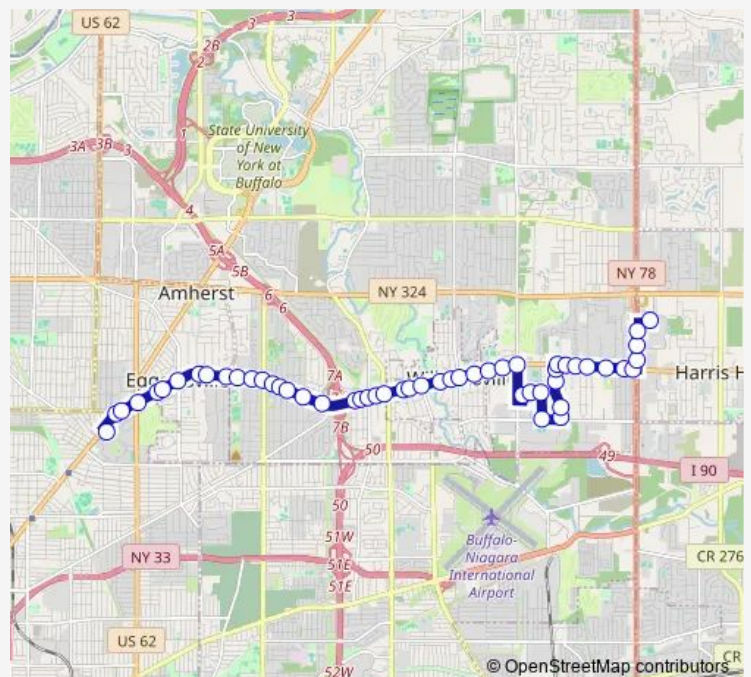 US 62
3
3
2B
2
3A
3B
3
1
State University
of New
York at
Buffalo
4
5A
5B
6
6
Amherst
NY 324
NY 78
7A
Harris H
7B
50
49
I 90
50
51W
51E
51E
NY 33
Buffalo-
Niagara
International
Airport
CR 276
US 62
52W
CR
© OpenStreetMap contributors